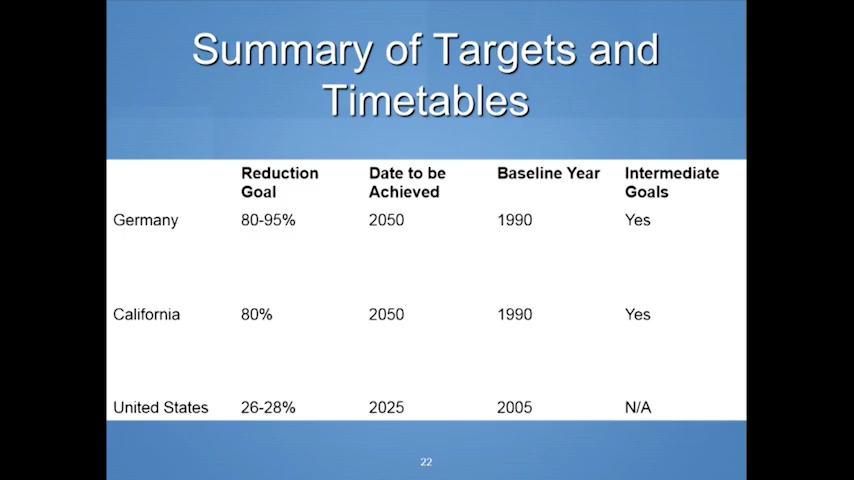 Summary of Targets and
Timetables
Reduction Goal Date to be Achieved Baseline Year Intermediate Goals
Germany 80-95% 2050 1990 Yes
California 80% 2050 1990 Yes
United States 26-28% 2025 2005 N/A
22